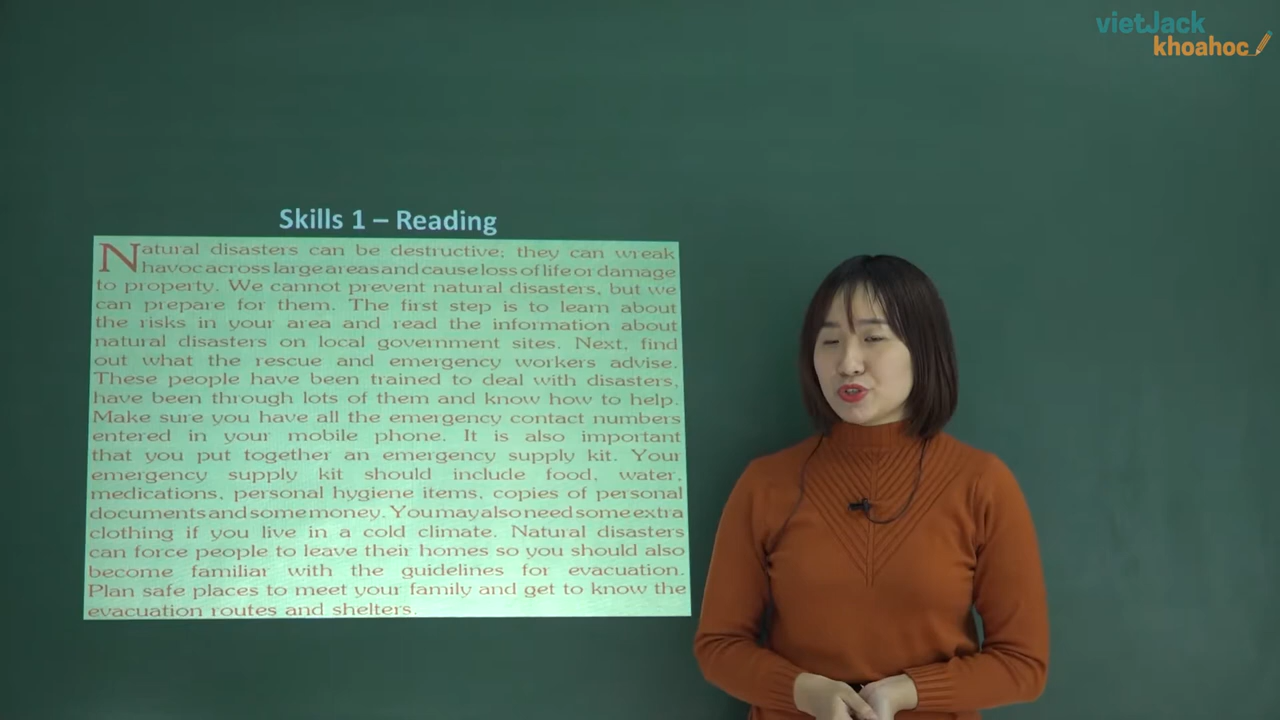 vietJack
khoahoc
Skills 1 – Reading
Natural disasters can be destructive; they can wreak
havoc across large areas and cause loss of life or damage
to property. We cannot prevent natural disasters, but we
can prepare for them. The first step is to learn about
the risks in your area and read the information about
natural disasters on local government sites. Next, find
out what the rescue and emergency workers advise.
These people have been trained to deal with disasters,
have been through lots of them and know how to help.
Make sure you have all the emergency contact numbers
entered in your mobile phone. It is also important
that you put together an emergency supply kit. Your
emergency supply kit should include food, water,
medications, personal hygiene items, copies of personal
documents and some money. You may also need some extra
clothing if you live in a cold climate. Natural disasters
can force people to leave their homes so you should also
become familiar with the guidelines for evacuation.
Plan safe places to meet your family and get to know the
evacuation routes and shelters.